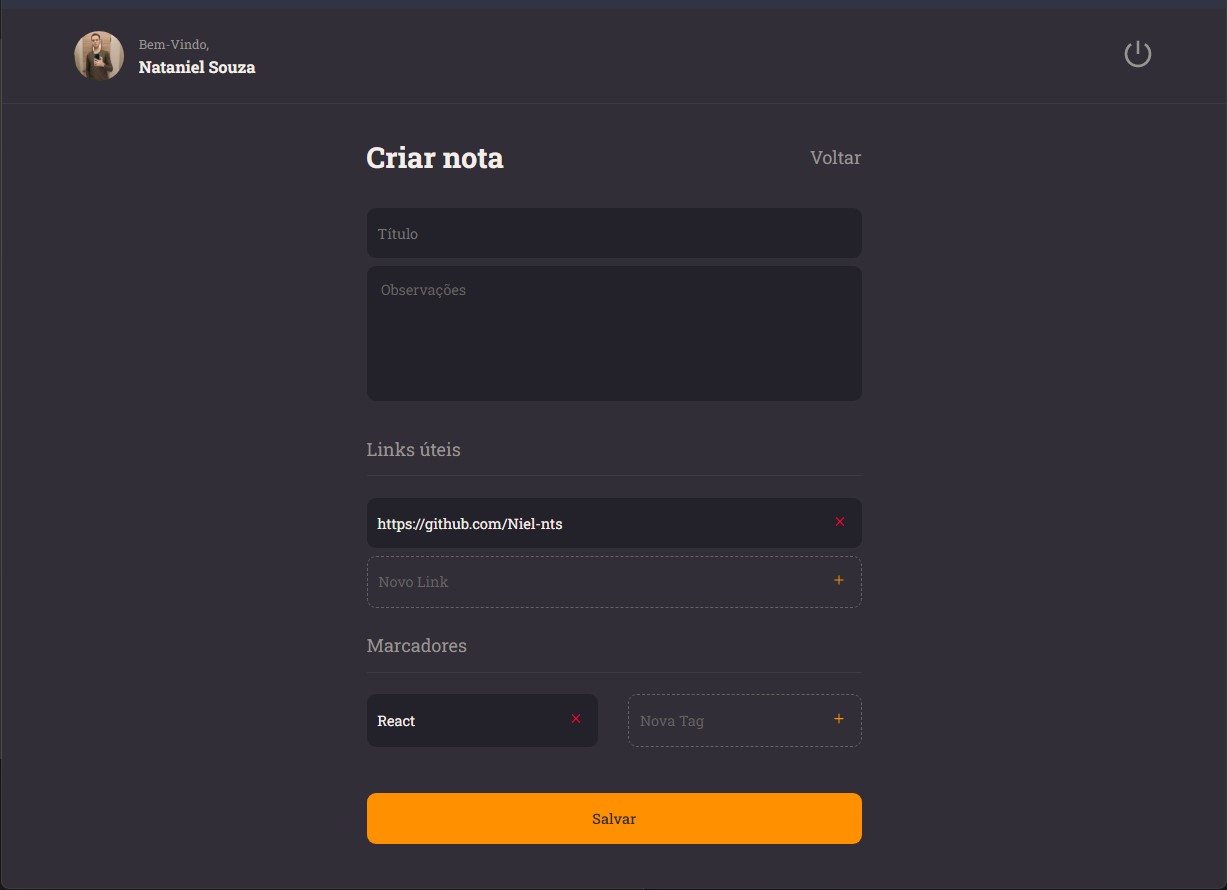 Bem-Vindo,
Nataniel Souza
Criar nota
Voltar
Título
Observações
Links úteis
https://github.com/Niel-nts
Novo Link
Marcadores
React
Nova Tag
Salvar